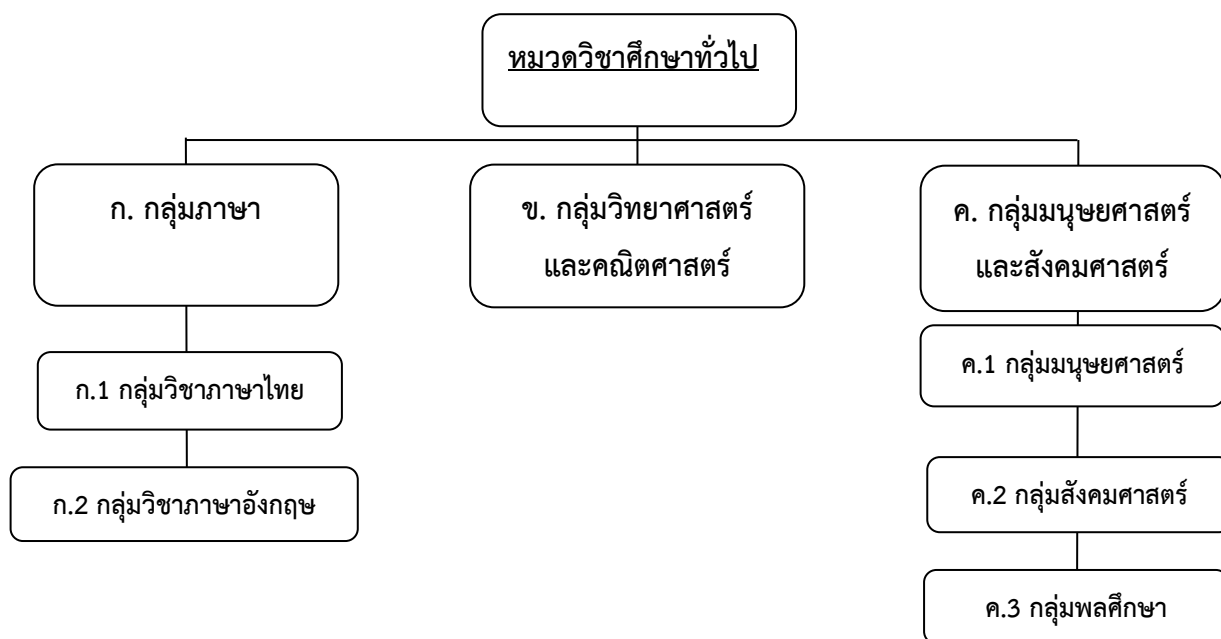 หมวดวิชาศึกษาทั่วไป
ก. กลุ่มภาษา
ข. กลุ่มวิทยาศาสตร์
และคณิตศาสตร์
ค. กลุ่มมนุษยศาสตร์
และสังคมศาสตร์
ก.1 กลุ่มวิชาภาษาไทย
ก.2 กลุ่มวิชาภาษาอังกฤษ
ค.1 กลุ่มมนุษยศาสตร์
ค.2 กลุ่มสังคมศาสตร์
ค.3 กลุ่มพลศึกษา